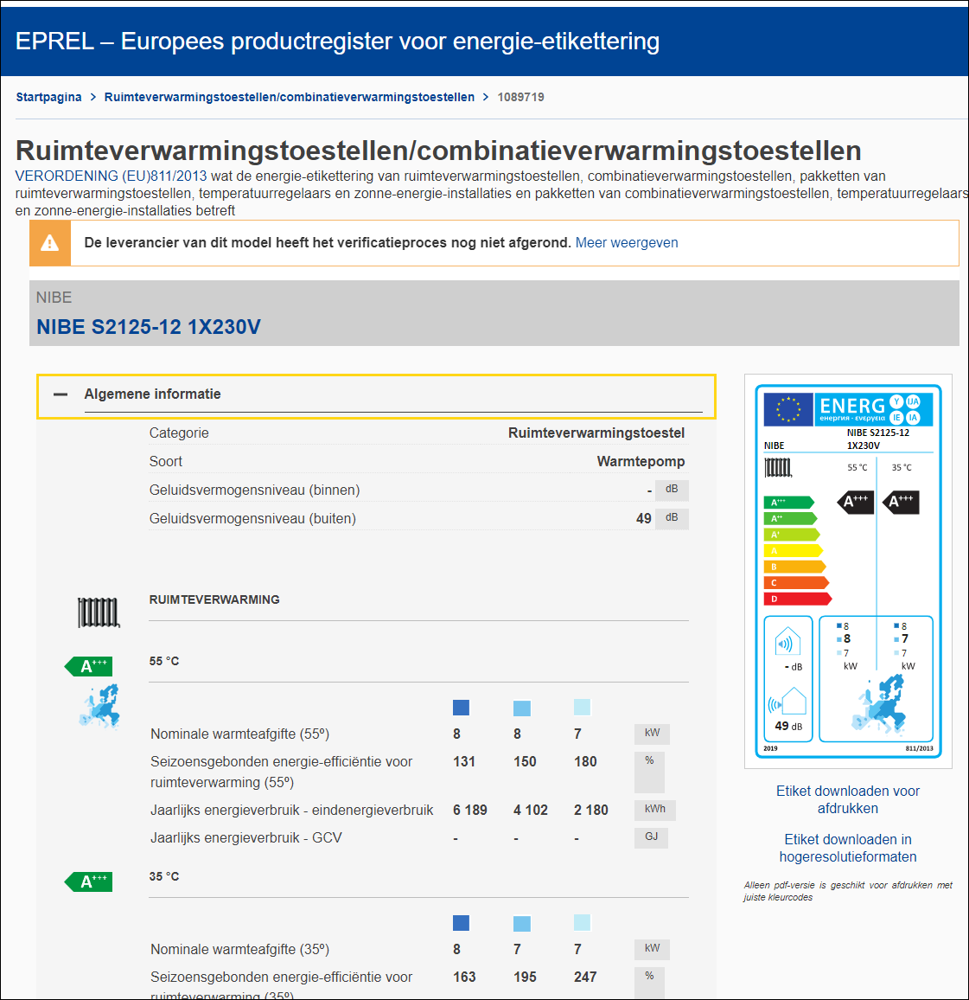 EPREL – Europees productregister voor energie-etikettering
Startpagina > Ruimteverwarmingstoestellen/combinatieverwarmingstoestellen > 1089719
Ruimteverwarmingstoestellen/combinatieverwarmingstoestellen
VERORDENING (EU)811/2013 wat de energie-etikettering van ruimteverwarmingstoestellen, combinatieverwarmingstoestellen, pakketten van
ruimteverwarmingstoestellen, temperatuurregelaars en zonne-energie-installaties en pakketten van combinatieverwarmingstoestellen, temperatuurregelaars
en zonne-energie-installaties betreft
De leverancier van dit model heeft het verificatieproces nog niet afgerond. Meer weergeven
NIBE
NIBE S2125-12 1X230V
Algemene informatie
Categorie Ruimteverwarmingstoestel
Soort Warmtepomp
Geluidsvermogensniveau (binnen) - dB
Geluidsvermogensniveau (buiten) 49 dB
RUIMTEVERWARMING
A+++
55 °C
Nominale warmteafgifte (55º) 8 8 7 kW
Seizoensgebonden energie-efficiëntie voor
ruimteverwarming (55º) 131 150 180 %
Jaarlijks energieverbruik - eindenergieverbruik 6 189 4 102 2 180 kWh
Jaarlijks energieverbruik - GCV - - - GJ
A+++
35 °C
Nominale warmteafgifte (35º) 8 7 7 kW
Seizoensgebonden energie-efficiëntie voor
ruimteverwarming (35º) 163 195 247 %
ENERG
енергия · ενεργεια
Y IJA
IE IA
NIBE S2125-12
NIBE 1X230V
55 °C 35 °C
A+++ A+++ A+++
A++
A+
A
B
C
D
8 8
8 7
7 7
kW kW
- dB
49 dB
2019 811/2013
Etiket downloaden voor
afdrukken
Etiket downloaden in
hogeresolutieformaten
Alleen pdf-versie is geschikt voor afdrukken met
juiste kleurcodes